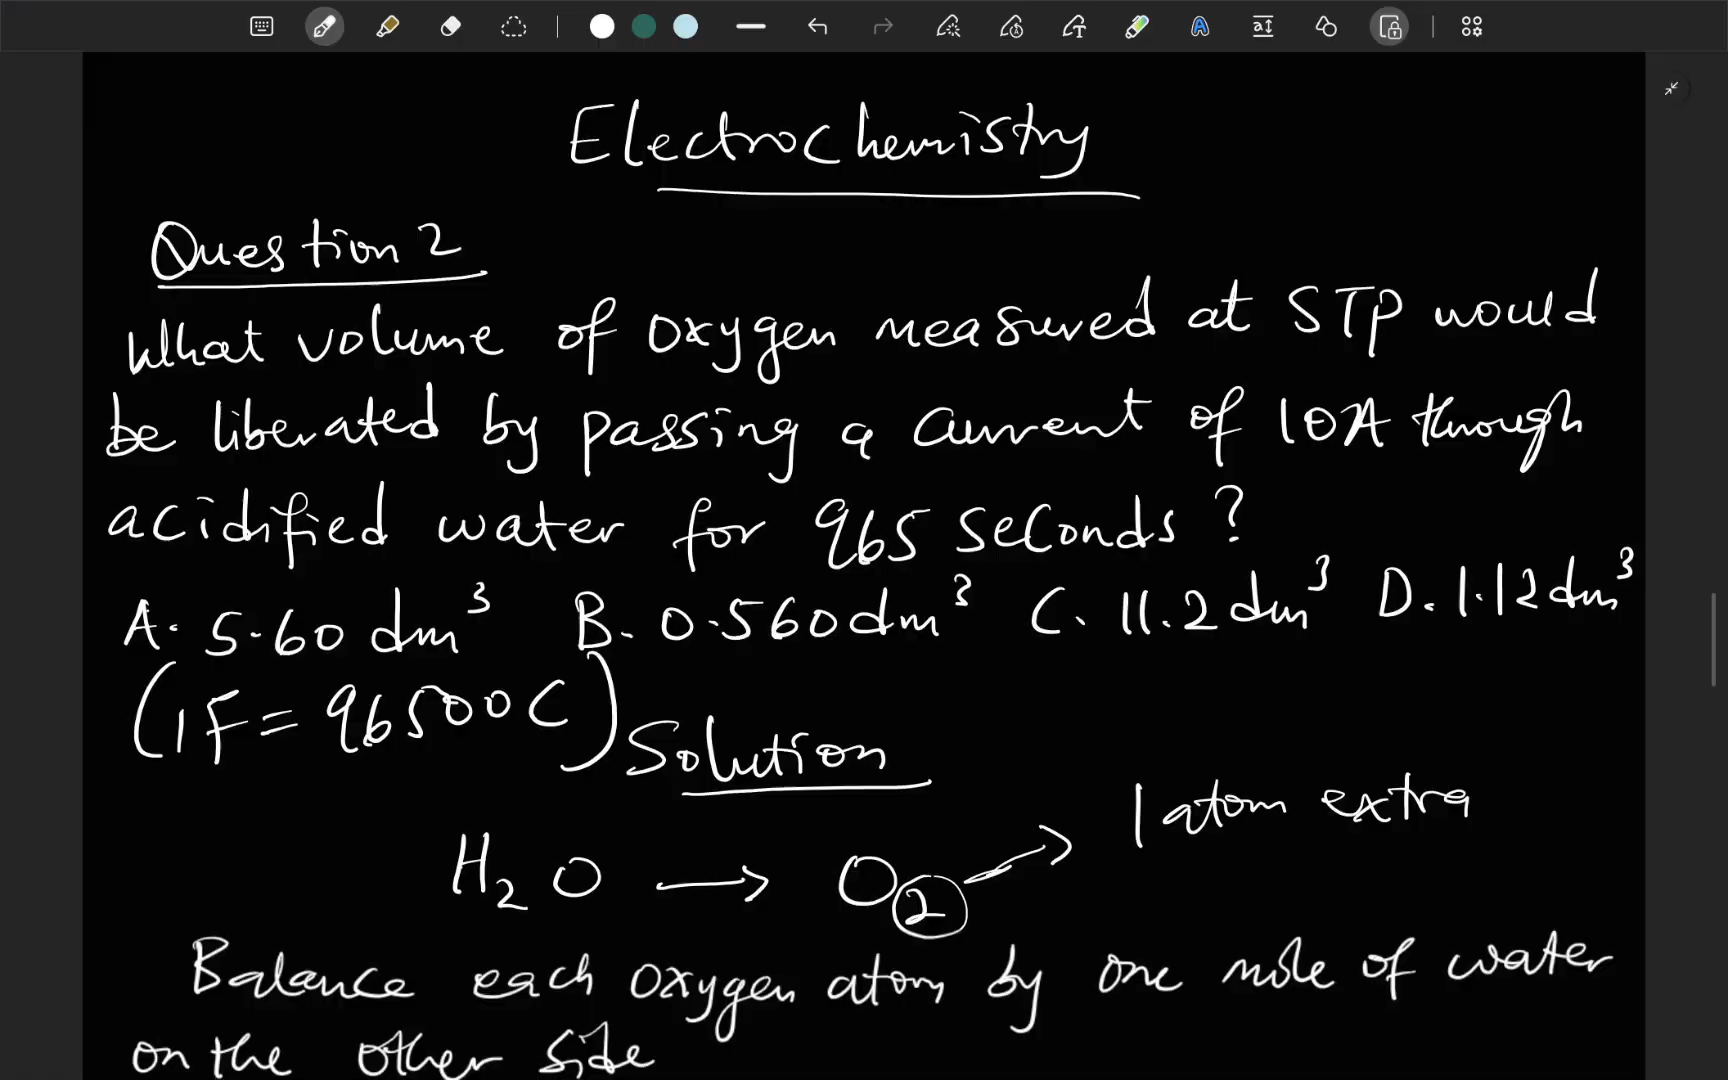 Electrochemistry
Question 2
What volume of oxygen measured at STP would
be liberated by passing a current of 10A through
acidified water for 965 seconds?
A. 5.60 dm³ B. 0.560dm³ C. 11.2dm³ D. 1.12dm³
(1F = 96500C) Solution
1 atom extra
H₂O → O₂
Balance each oxygen atom by one mole of water
on the other side